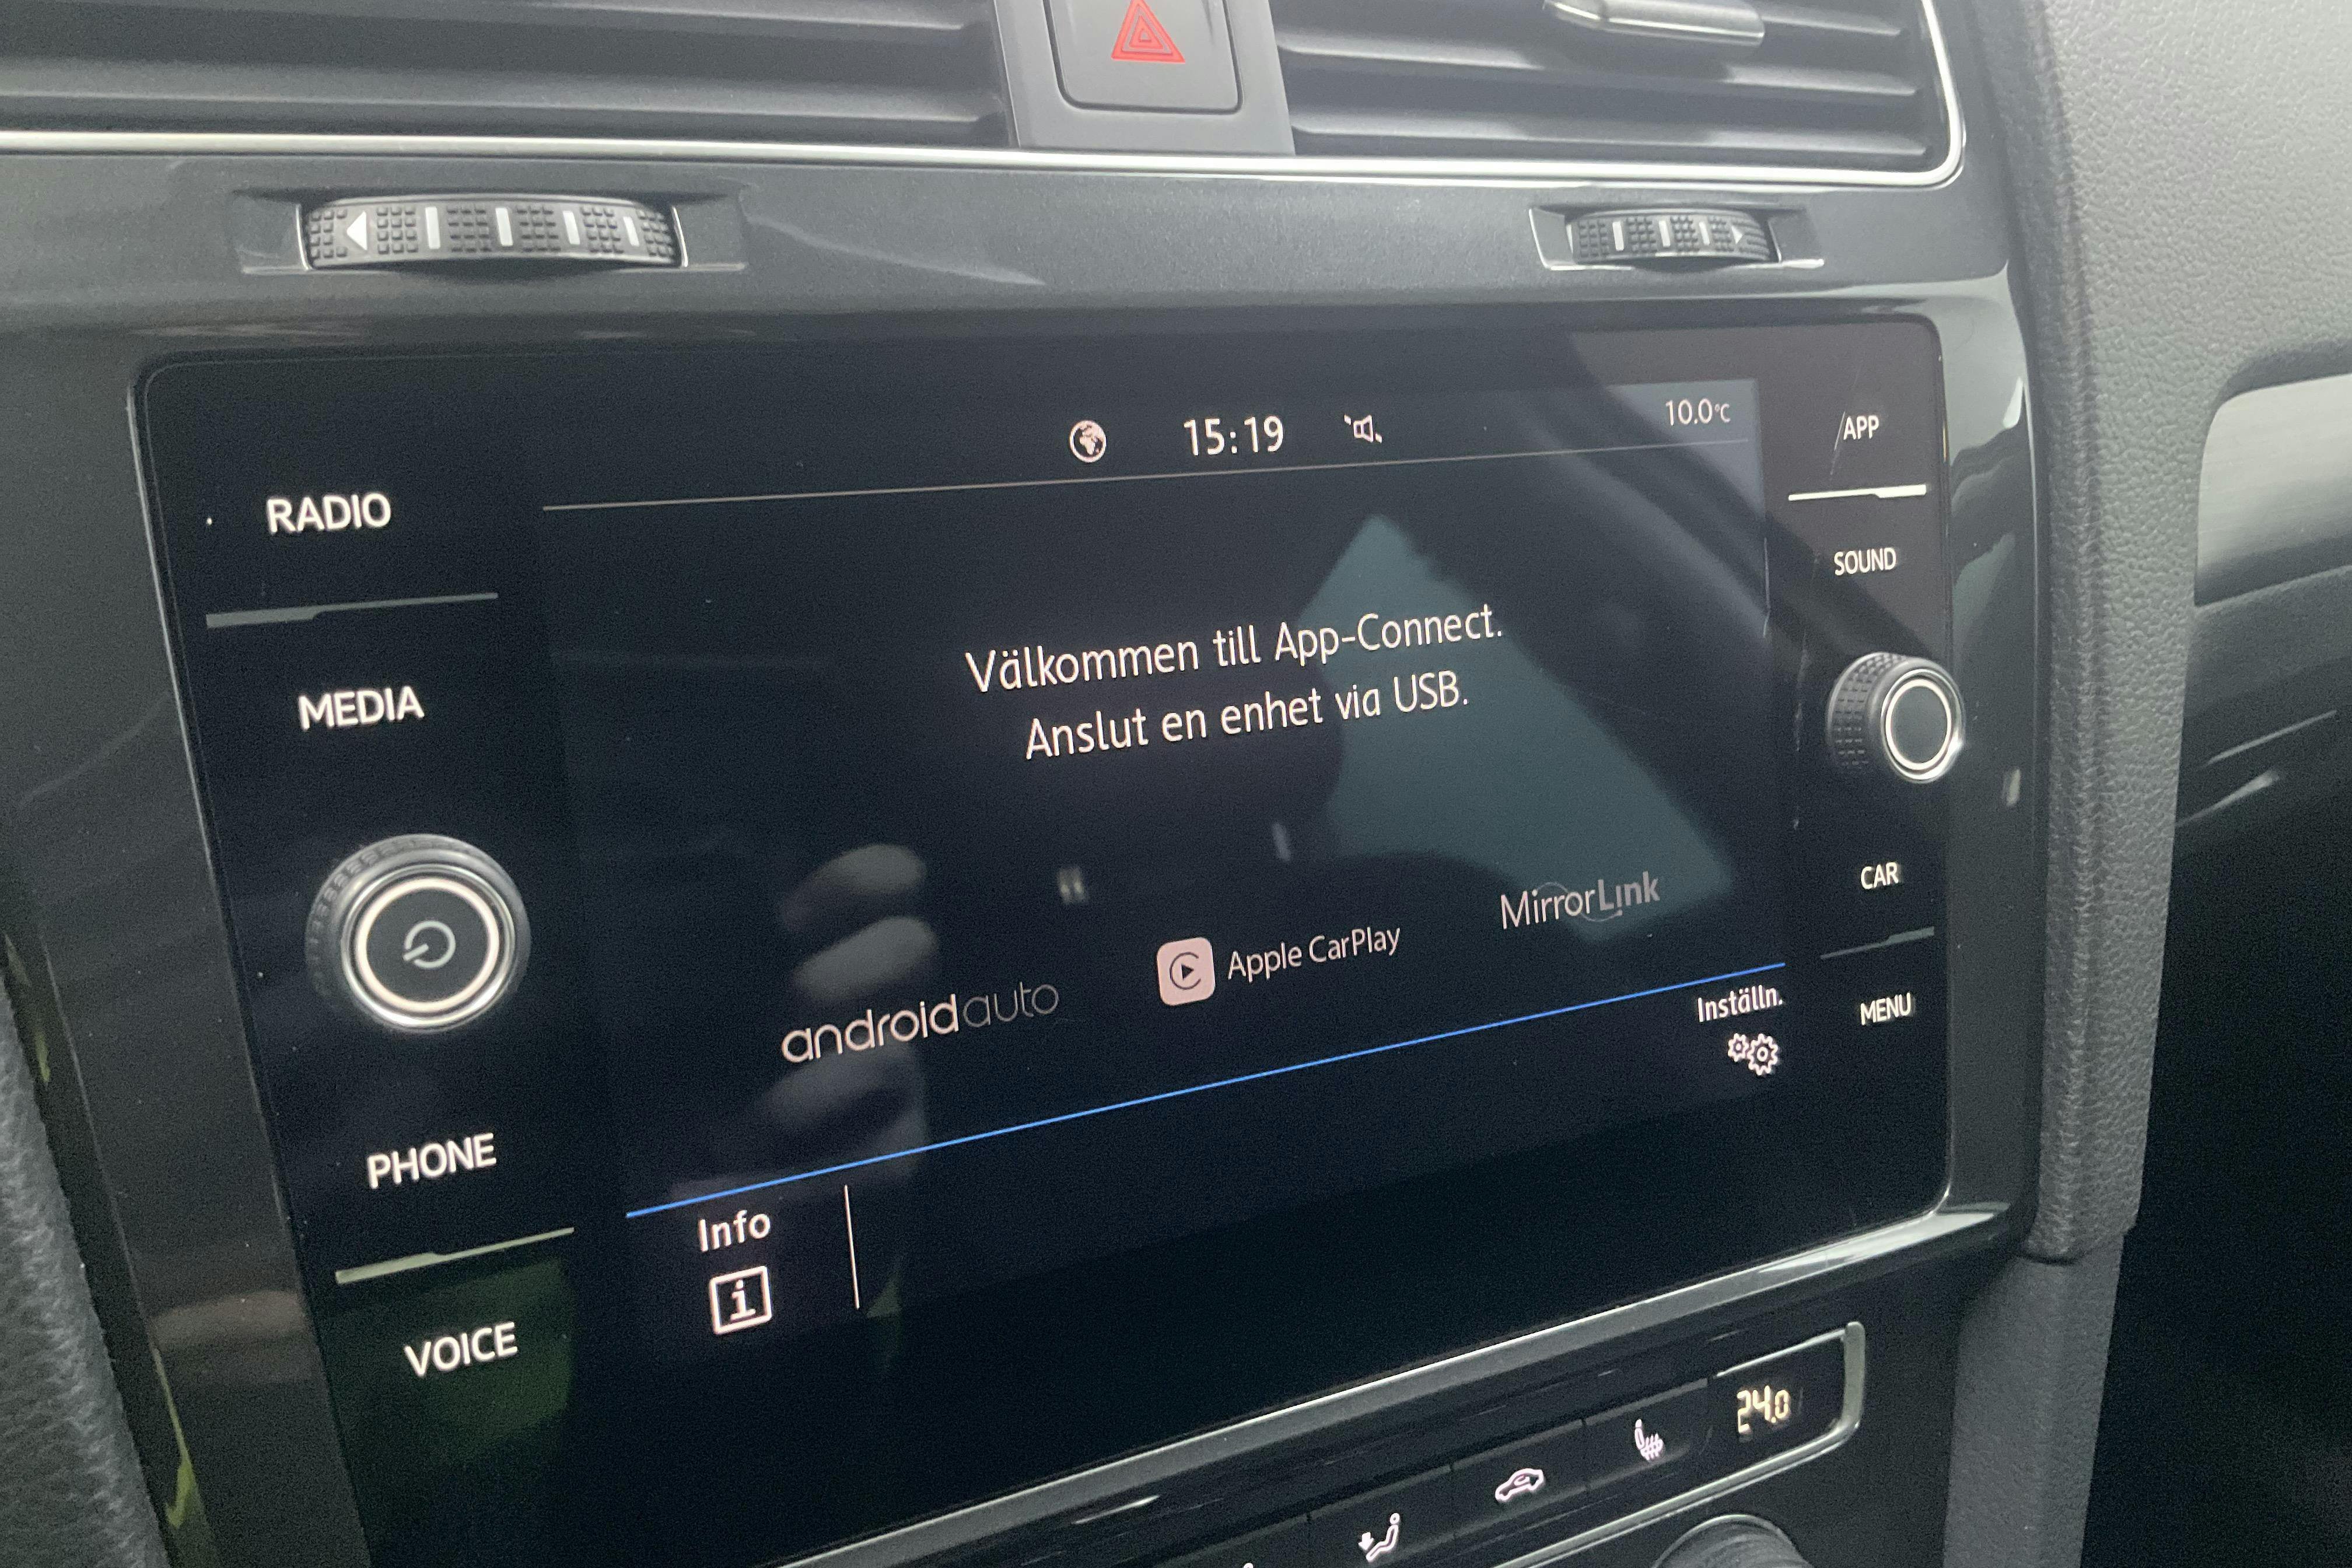 15:19
10.0°C
APP
RADIO
SOUND
Välkommen till App-Connect.
Anslut en enhet via USB.
MEDIA
CAR
MirrorLink
Apple CarPlay
androidauto
Inställn.
MENU
PHONE
Info
i
VOICE
24.0